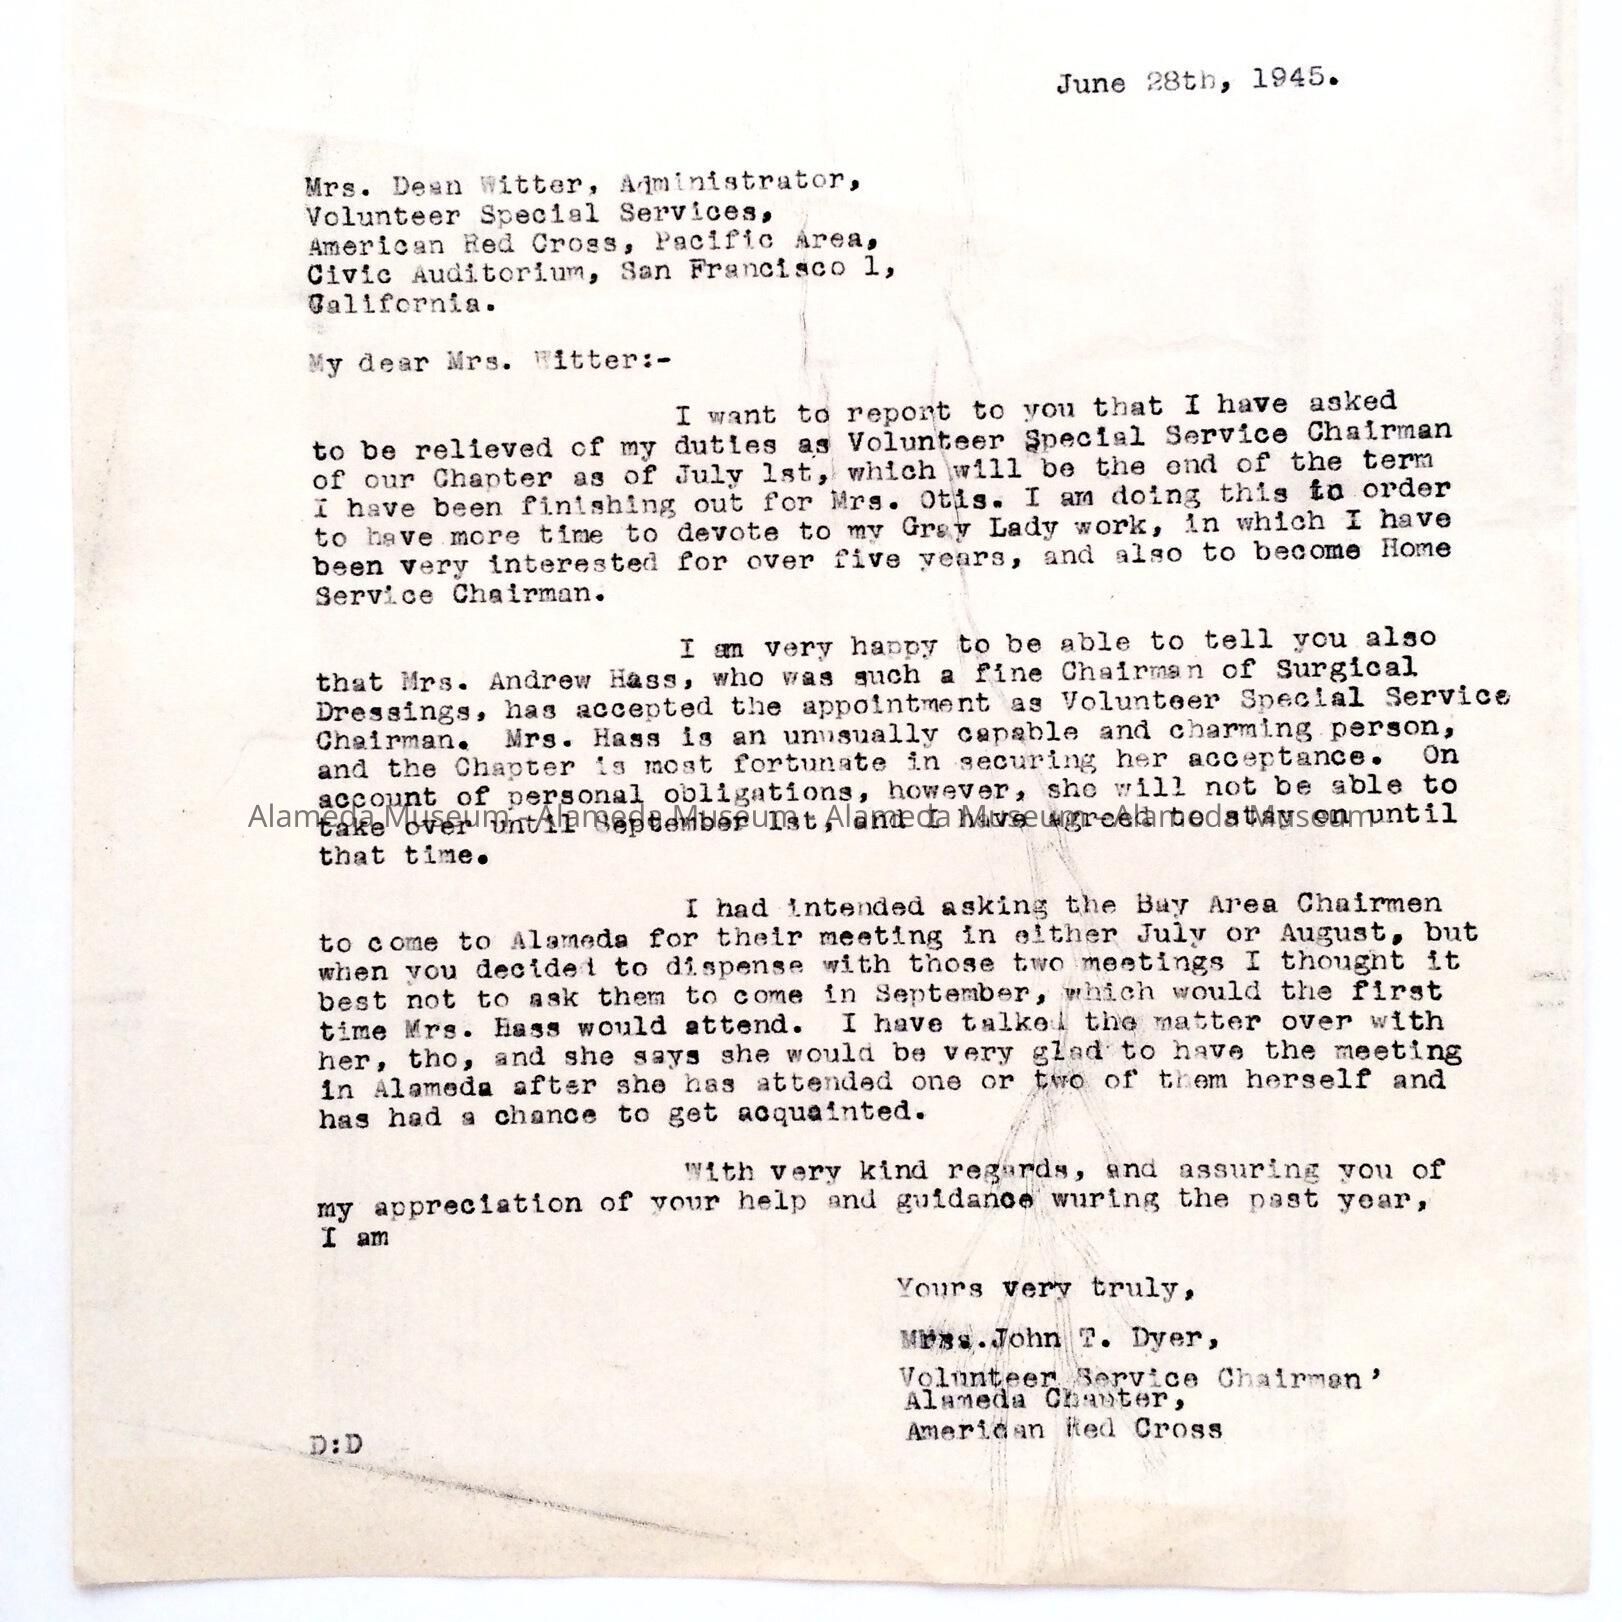 June 28th, 1945.
Mrs. Dean Witter, Administrator,
Volunteer Special Services,
American Red Cross, Pacific Area,
Civic Auditorium, San Francisco 1,
California.
My dear Mrs. Witter:-
I want to report to you that I have asked
to be relieved of my duties as Volunteer Special Service Chairman
of our Chapter as of July 1st, which will be the end of the term
I have been finishing out for Mrs. Otis. I am doing this in order
to have more time to devote to my Gray Lady work, in which I have
been very interested for over five years, and also to become Home
Service Chairman.
I am very happy to be able to tell you also
that Mrs. Andrew Hass, who was such a fine Chairman of Surgical
Dressings, has accepted the appointment as Volunteer Special Service
Chairman. Mrs. Hass is an unusually capable and charming person,
and the Chapter is most fortunate in securing her acceptance. On
account of personal obligations, however, she will not be able to
Alameda Museum - Alameda Museum - Alameda Museum - Alameda Museum
take over until September 1st, and I have agreed to stay on until
that time.
I had intended asking the Bay Area Chairmen
to come to Alameda for their meeting in either July or August, but
when you decided to dispense with those two meetings I thought it
best not to ask them to come in September, which would the first
time Mrs. Hass would attend. I have talked the matter over with
her, tho, and she says she would be very glad to have the meeting
in Alameda after she has attended one or two of them herself and
has had a chance to get acquainted.
With very kind regards, and assuring you of
my appreciation of your help and guidance wuring the past year,
I am
Yours very truly,
Mrs. John T. Dyer,
Volunteer Service Chairman'
Alameda Chapter,
American Red Cross
D:D